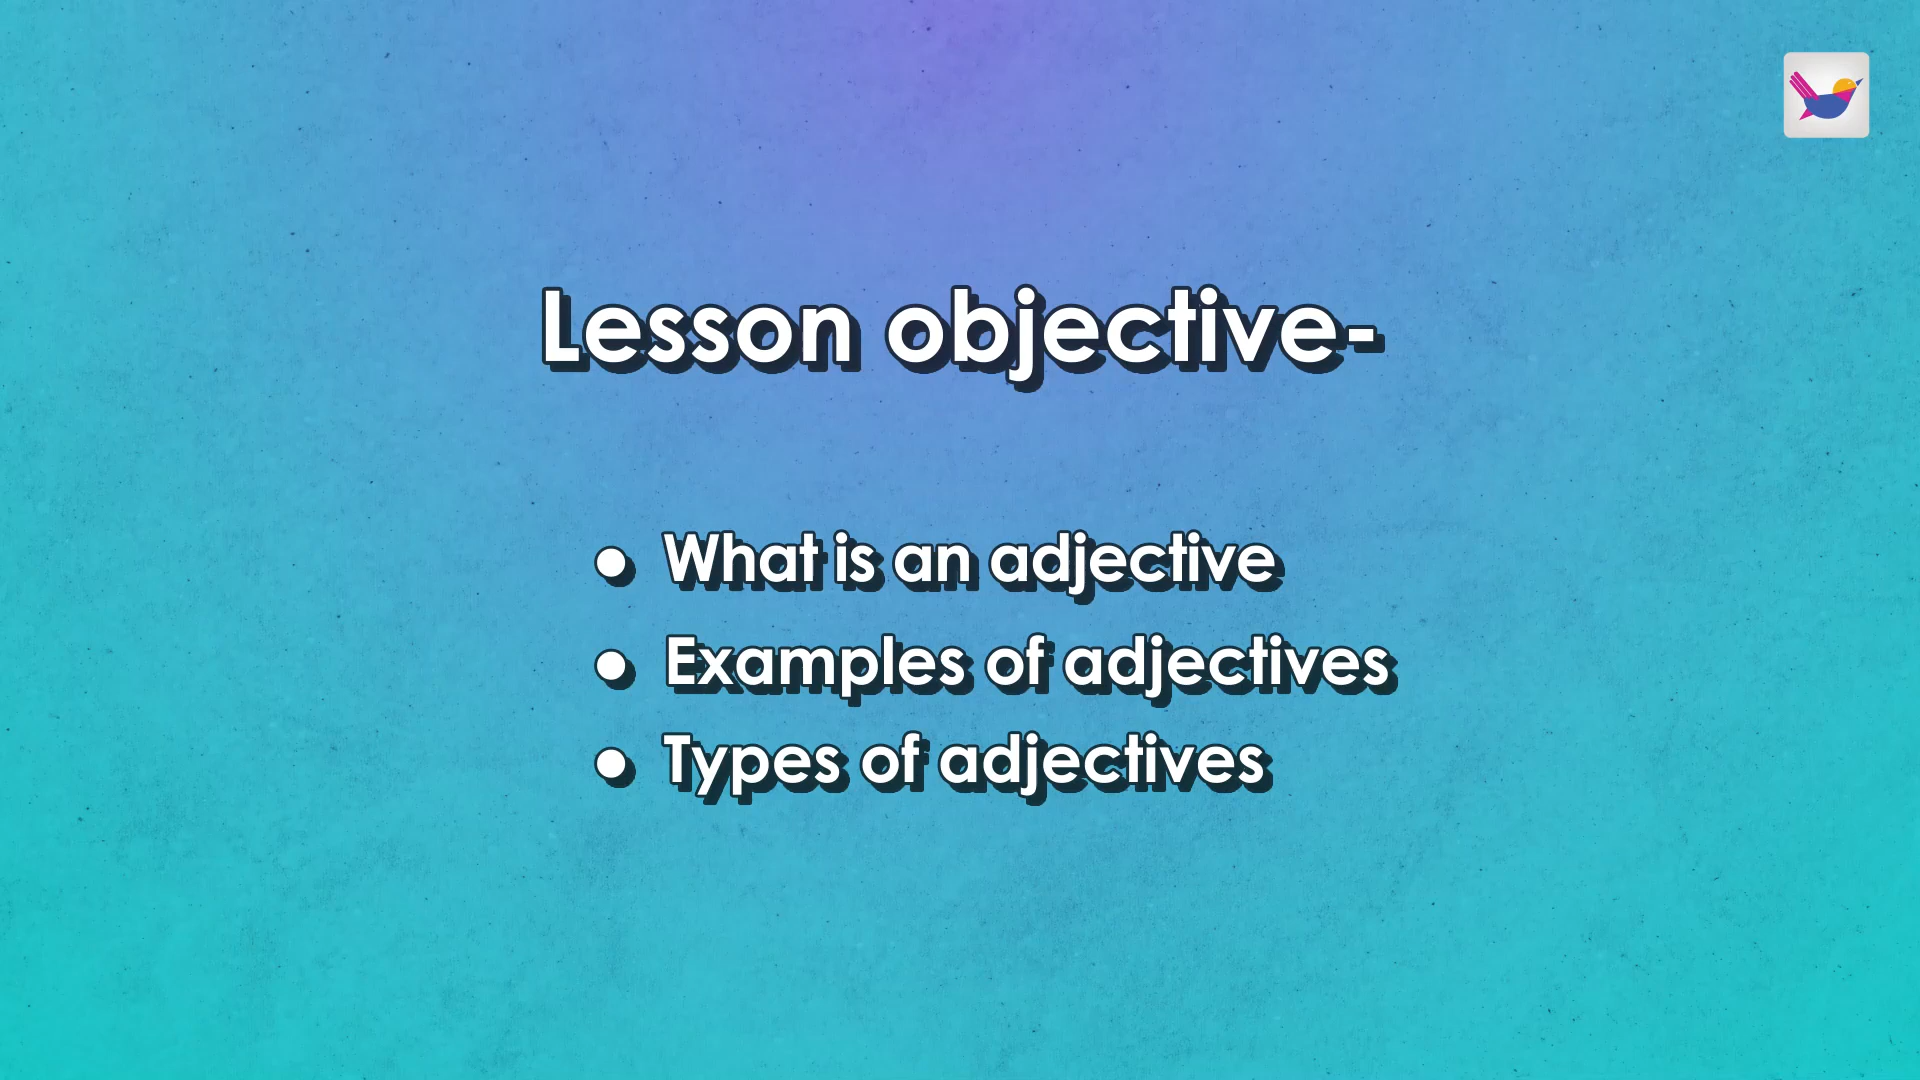 Lesson objective-
• What is an adjective
• Examples of adjectives
• Types of adjectives